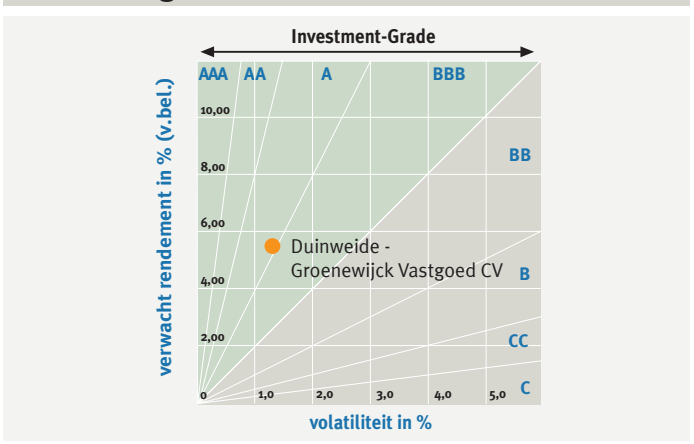 Investment-Grade
AAA AA A BBB
verwacht rendement in % (v.bel.)
10,00
BB
8,00
6,00
Duinweide -
Groenewijck Vastgoed CV
B
4,00
2,00
CC
C
0 1,0 2,0 3,0 4,0 5,0
volatiliteit in %